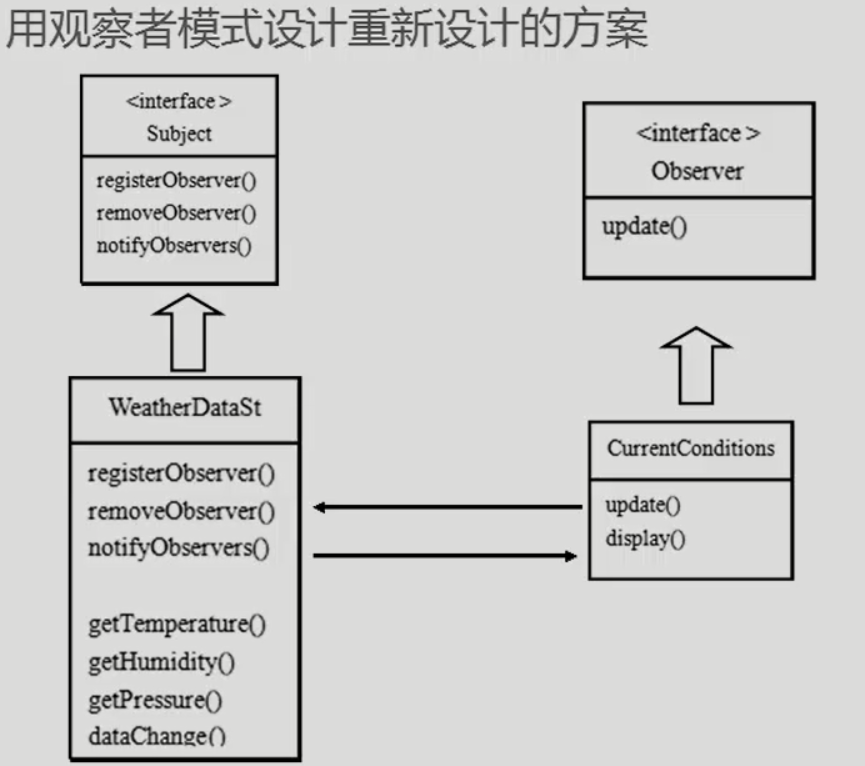 用观察者模式设计重新设计的方案
<interface >
Subject
registerObserver()
removeObserver()
notifyObservers()
<interface >
Observer
update()
WeatherDataSt
registerObserver()
removeObserver()
notifyObservers()
getTemperature()
getHumidity()
getPressure()
dataChange()
CurrentConditions
update()
display()